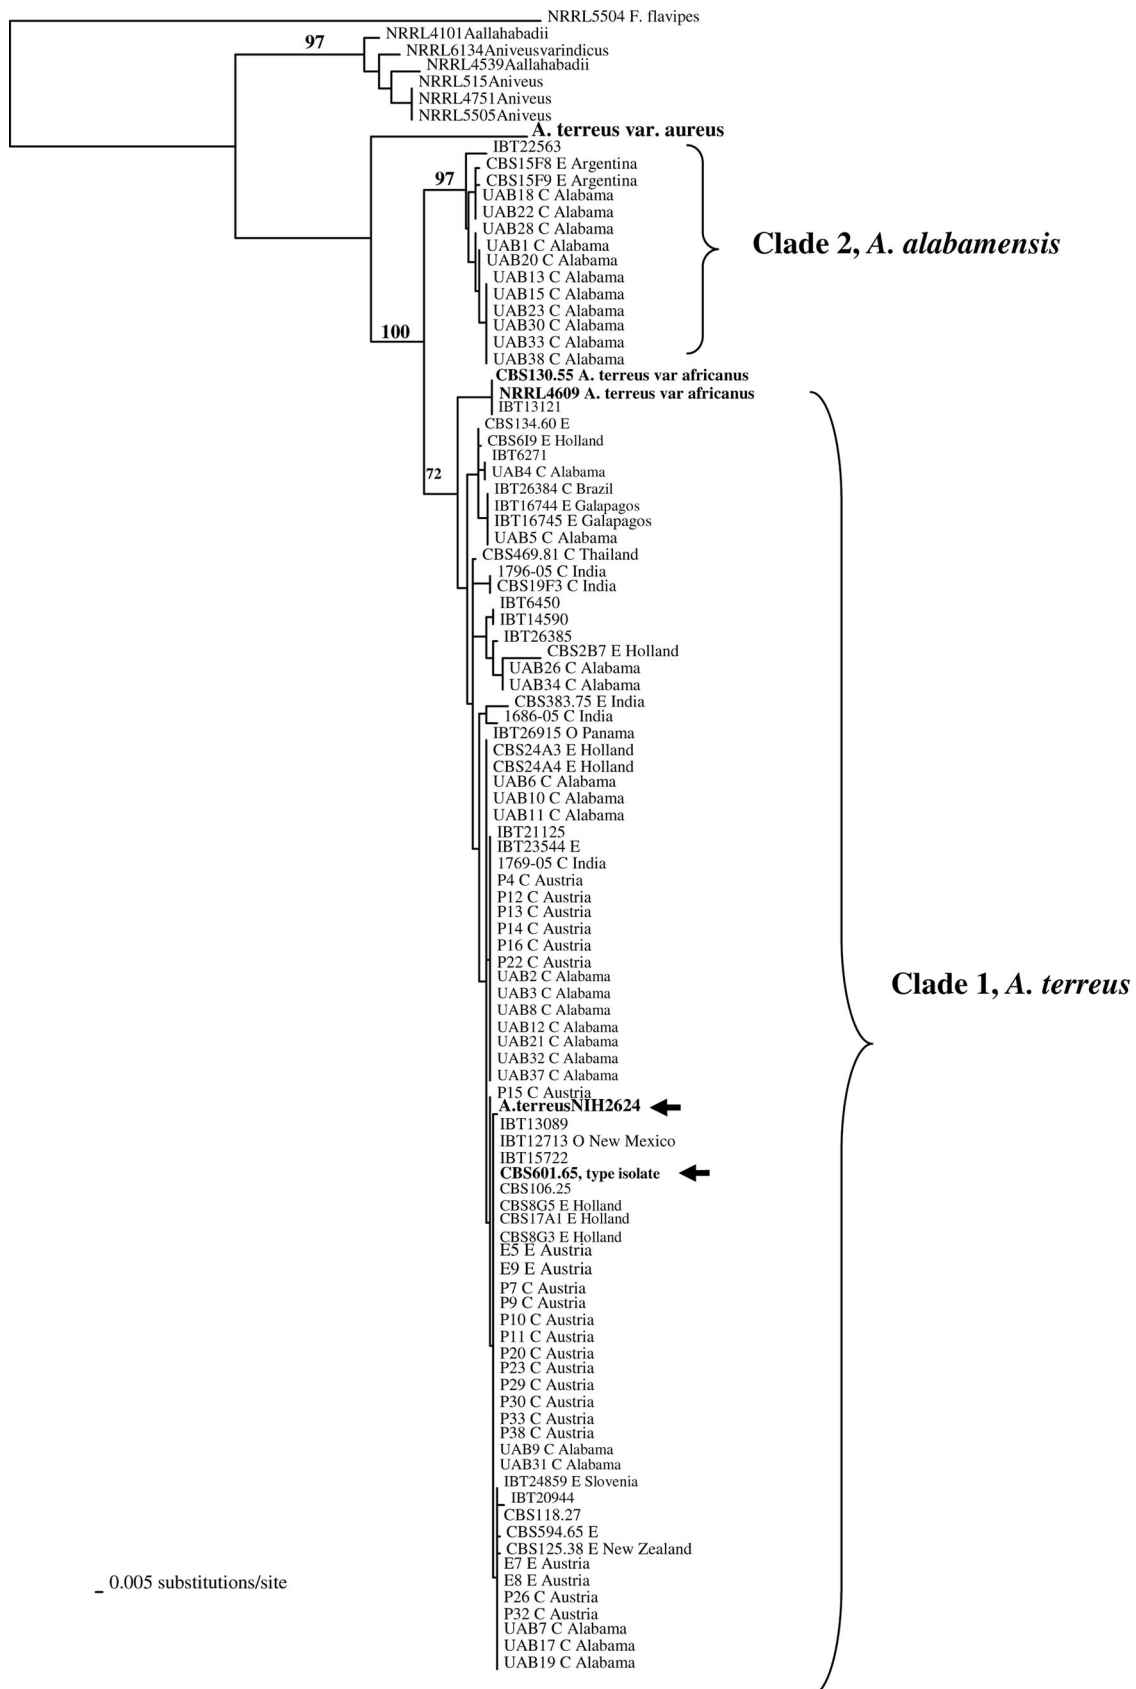 NRRL5504 F. flavipes
NRRL4101Aallahabadii
97
NRRL6134Aniveusvarindicus
NRRL4539Aallahabadii
NRRL515Aniveus
NRRL4751Aniveus
NRRL5505Aniveus
A. terreus var. aureus
IBT22563
CBS15F8 E Argentina
97
CBS15F9 E Argentina
UAB18 C Alabama
UAB22 C Alabama
UAB28 C Alabama
UAB1 C Alabama
Clade 2, A. alabamensis
UAB20 C Alabama
UAB13 C Alabama
UAB15 C Alabama
UAB23 C Alabama
UAB30 C Alabama
100
UAB33 C Alabama
UAB38 C Alabama
CBS130.55 A. terreus var africanus
NRRL4609 A. terreus var africanus
IBT13121
CBS134.60 E
CBS6I9 E Holland
IBT6271
72
UAB4 C Alabama
IBT26384 C Brazil
IBT16744 E Galapagos
IBT16745 E Galapagos
UAB5 C Alabama
CBS469.81 C Thailand
1796-05 C India
CBS19F3 C India
IBT6450
IBT14590
IBT26385
CBS2B7 E Holland
UAB26 C Alabama
UAB34 C Alabama
CBS383.75 E India
1686-05 C India
IBT26915 O Panama
CBS24A3 E Holland
CBS24A4 E Holland
UAB6 C Alabama
UAB10 C Alabama
UAB11 C Alabama
IBT21125
IBT23544 E
1769-05 C India
P4 C Austria
P12 C Austria
P13 C Austria
P14 C Austria
P16 C Austria
P22 C Austria
UAB2 C Alabama
Clade 1, A. terreus
UAB3 C Alabama
UAB8 C Alabama
UAB12 C Alabama
UAB21 C Alabama
UAB32 C Alabama
UAB37 C Alabama
P15 C Austria
A.terreusNIH2624
IBT13089
IBT12713 O New Mexico
IBT15722
CBS601.65, type isolate
CBS106.25
CBS8G5 E Holland
CBS17A1 E Holland
CBS8G3 E Holland
E5 E Austria
E9 E Austria
P7 C Austria
P9 C Austria
P10 C Austria
P11 C Austria
P20 C Austria
P23 C Austria
P29 C Austria
P30 C Austria
P33 C Austria
P38 C Austria
UAB9 C Alabama
UAB31 C Alabama
IBT24859 E Slovenia
IBT20944
CBS118.27
CBS594.65 E
CBS125.38 E New Zealand
E7 E Austria
E8 E Austria
0.005 substitutions/site
P26 C Austria
P32 C Austria
UAB7 C Alabama
UAB17 C Alabama
UAB19 C Alabama